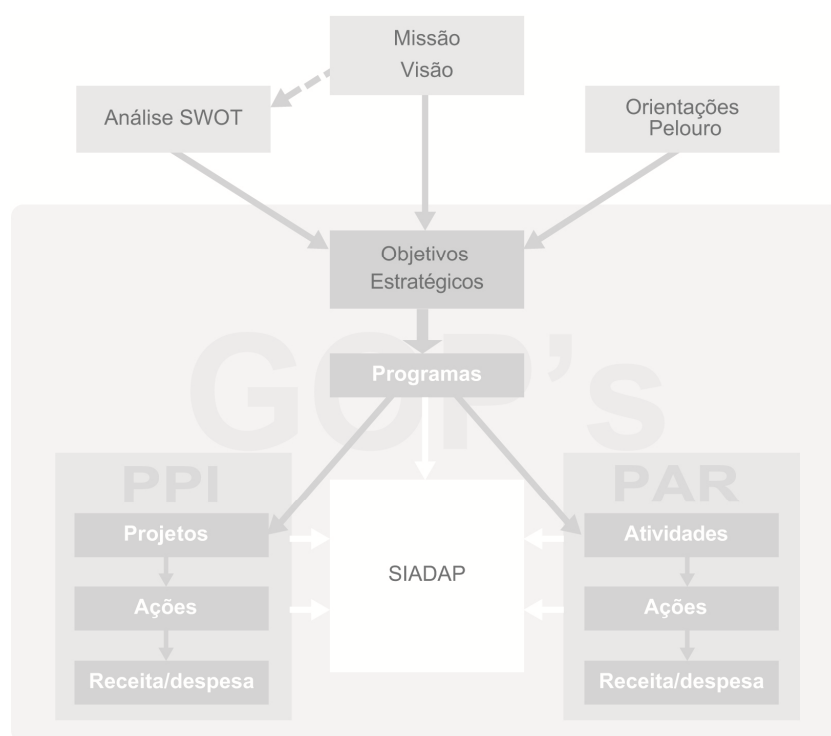 Missão
Visão
Análise SWOT
Orientações
Pelouro
Objetivos
Estratégicos
GOP's
Programas
PPI
Projetos
Ações
Receita/despesa
SIADAP
PAR
Atividades
Ações
Receita/despesa